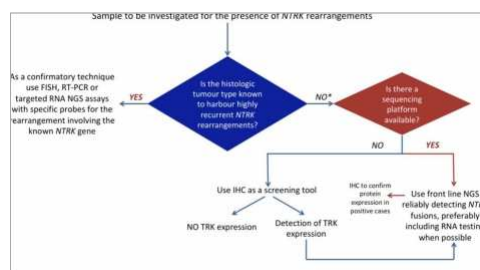 Sample to be investigated for the presence of NTRK rearrangements
As a confirmatory technique
use FISH, RT-PCR or
targeted RNA NGS assays
with specific probes for the
rearrangement involving the
known NTRK gene
YES
Is the histologic
tumour type known
to harbour highly
recurrent NTRK
rearrangements?
NO*
Is there a
sequencing
platform
available?
NO
YES
Use IHC as a screening tool
NO TRK expression
Detection of TRK
expression
IHC to confirm
protein
expression in
positive cases
Use front line NGS
reliably detecting NT
fusions, preferably
including RNA testin
when possible